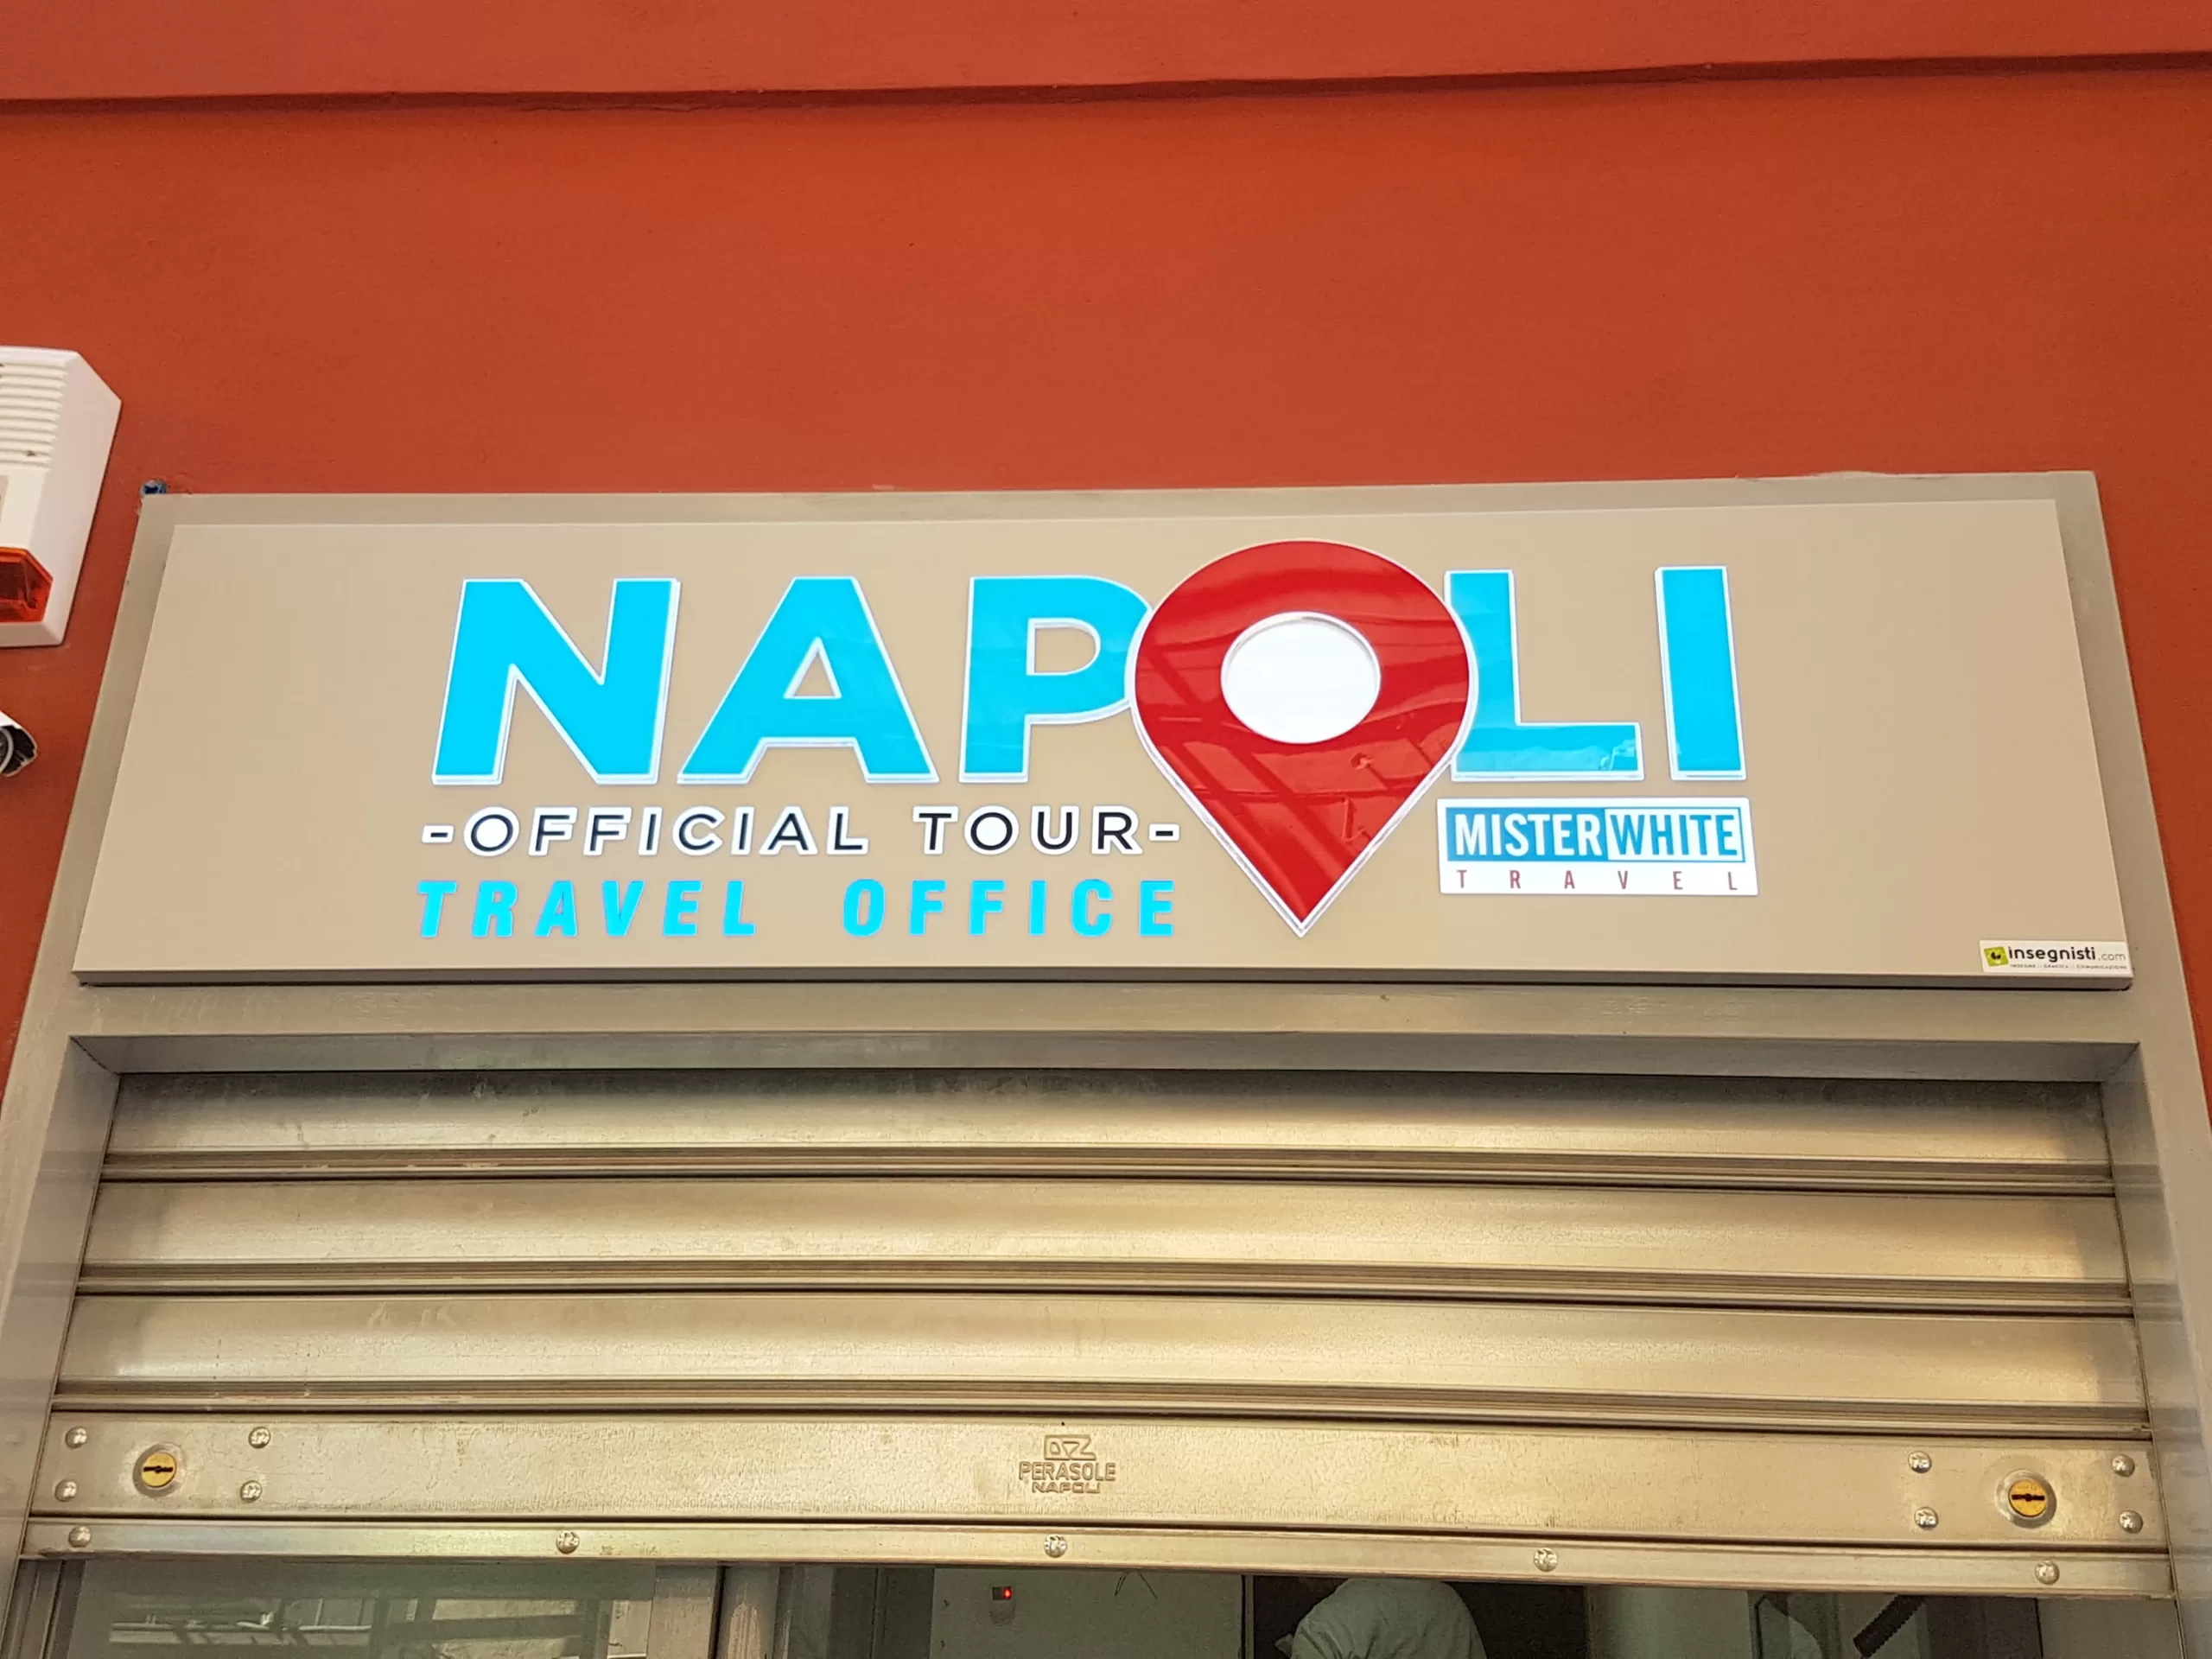 NAPOLI
-OFFICIAL TOUR-
TRAVEL OFFICE
MISTER WHITE
TRAVEL
insegnisti.com
PERASOLE
NAPOLI